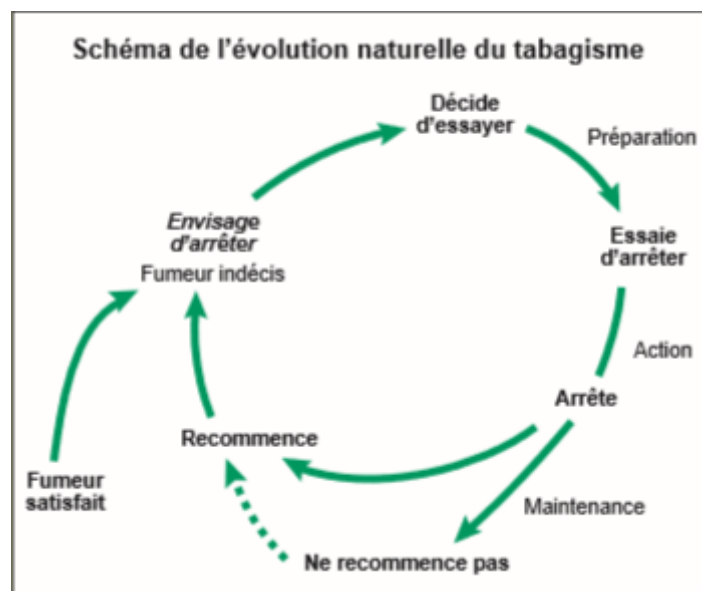 Schéma de l'évolution naturelle du tabagisme
Décide
d'essayer
Préparation
Envisage
d'arrêter
Fumeur indécis
Essaie
d'arrêter
Action
Arrête
Recommence
Fumeur
satisfait
Maintenance
Ne recommence pas